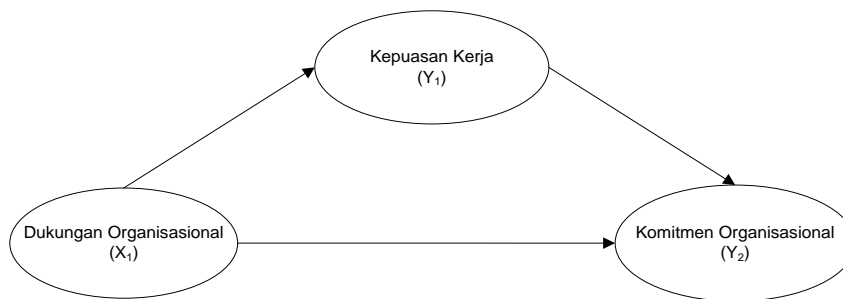 Kepuasan Kerja
(Y₁)
Dukungan Organisasional
(X₁)
Komitmen Organisasional
(Y₂)